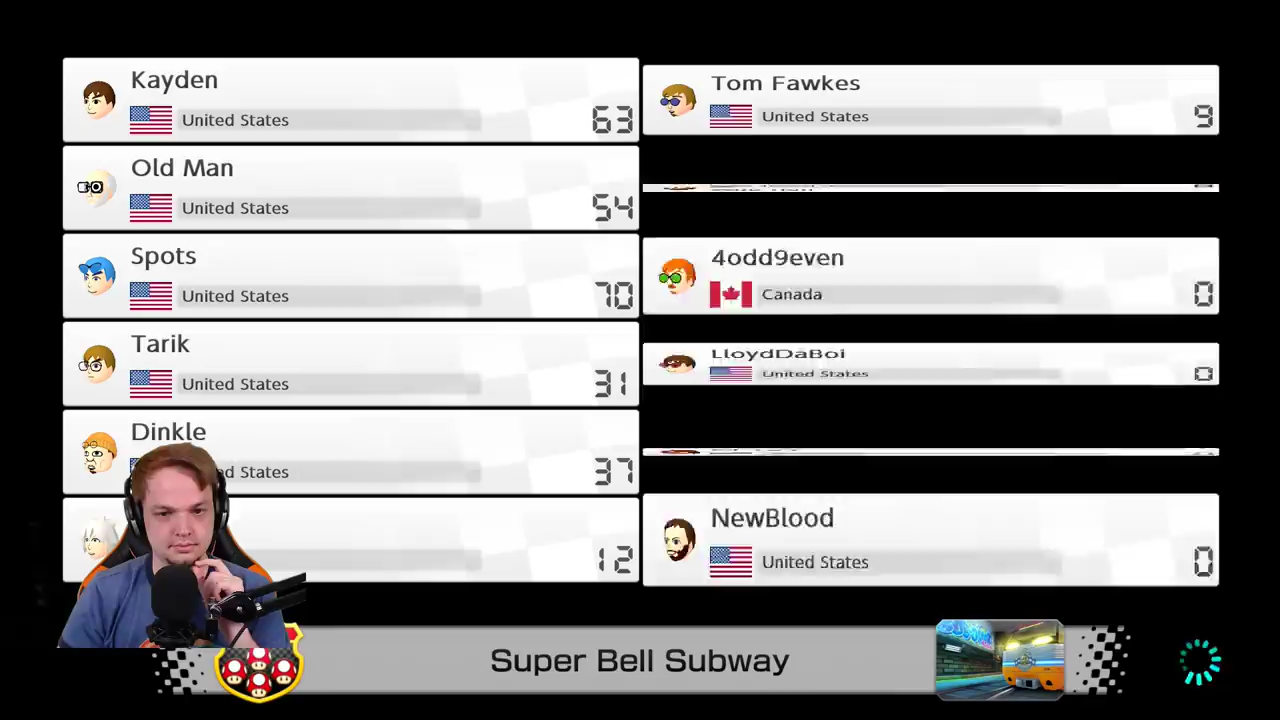 Kayden
United States
63
Old Man
United States
54
Spots
United States
70
Tarik
United States
31
Dinkle
United States
37
12
Tom Fawkes
United States
9
4odd9even
Canada
0
LloydDaBoi
United States
0
NewBlood
United States
0
Super Bell Subway